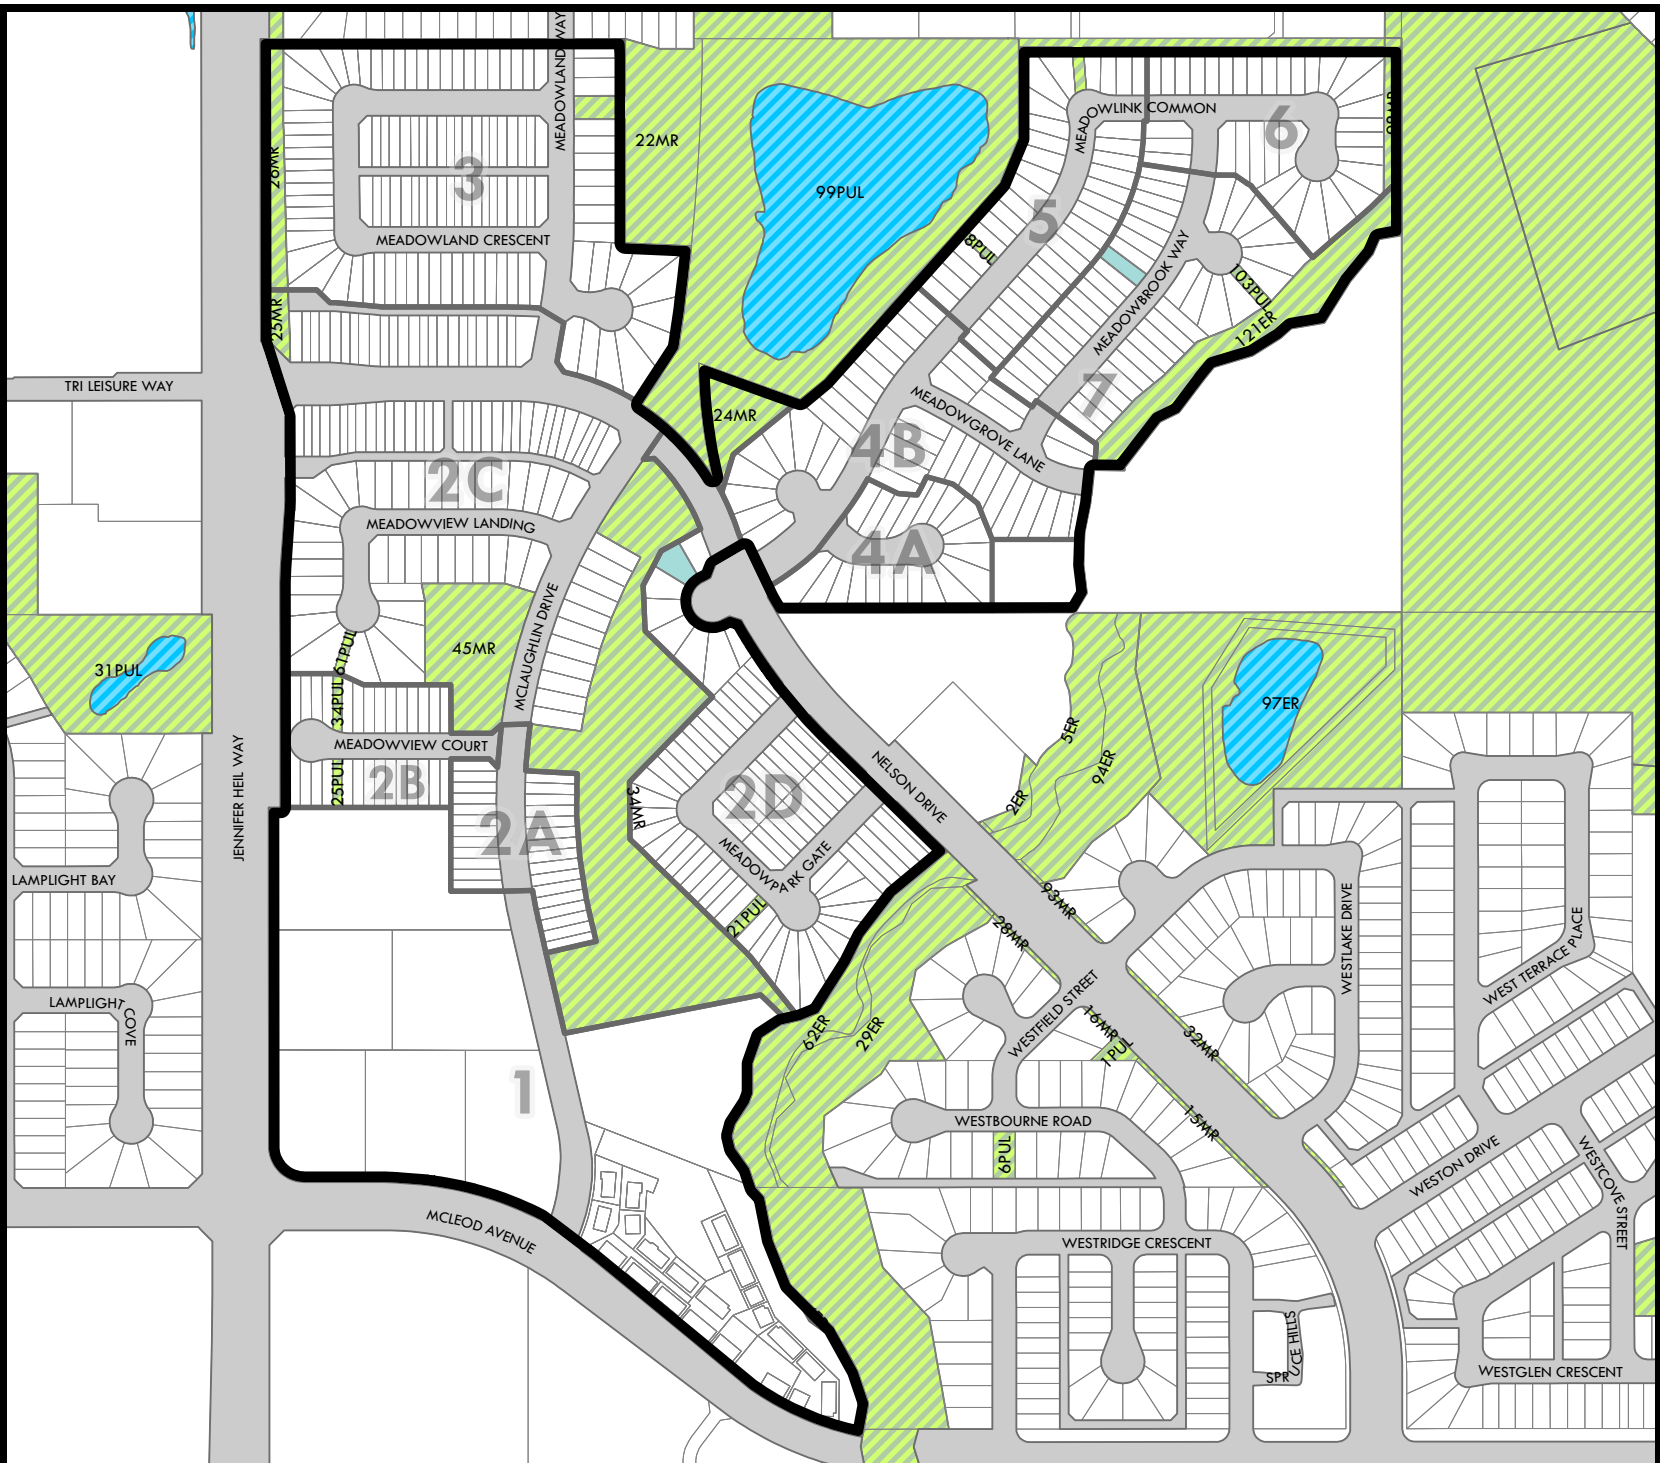 MEADOWLAND WAY
26MR
3
22MR
99PUL
MEADOWLINK COMMON
6
99MR
MEADOWLAND CRESCENT
5
8PUL
MEADOWBROOK WAY
103PUL
121ER
25MR
TRI LEISURE WAY
24MR
7
MEADOWGROVE LANE
4B
2C
MEADOWVIEW LANDING
4A
MCLAUGHLIN DRIVE
45MR
61PUL
31PUL
34PUL
97ER
5ER
94ER
2ER
MEADOWVIEW COURT
25PUL
2B
2A
2D
34MR
NELSON DRIVE
JENNIFER HEIL WAY
MEADOWPARK GATE
21PUL
LAMPLIGHT BAY
93MR
28MR
WESTLAKE DRIVE
WEST TERRACE PLACE
LAMPLIGHT COVE
WESTFIELD STREET
62ER
29ER
16MR
1PUL
32MR
1
15MR
WESTBOURNE ROAD
6PUL
WESTON DRIVE
WESTCOVE STREET
MCLEOD AVENUE
WESTRIDGE CRESCENT
SPRUCE HILLS
WESTGLEN CRESCENT